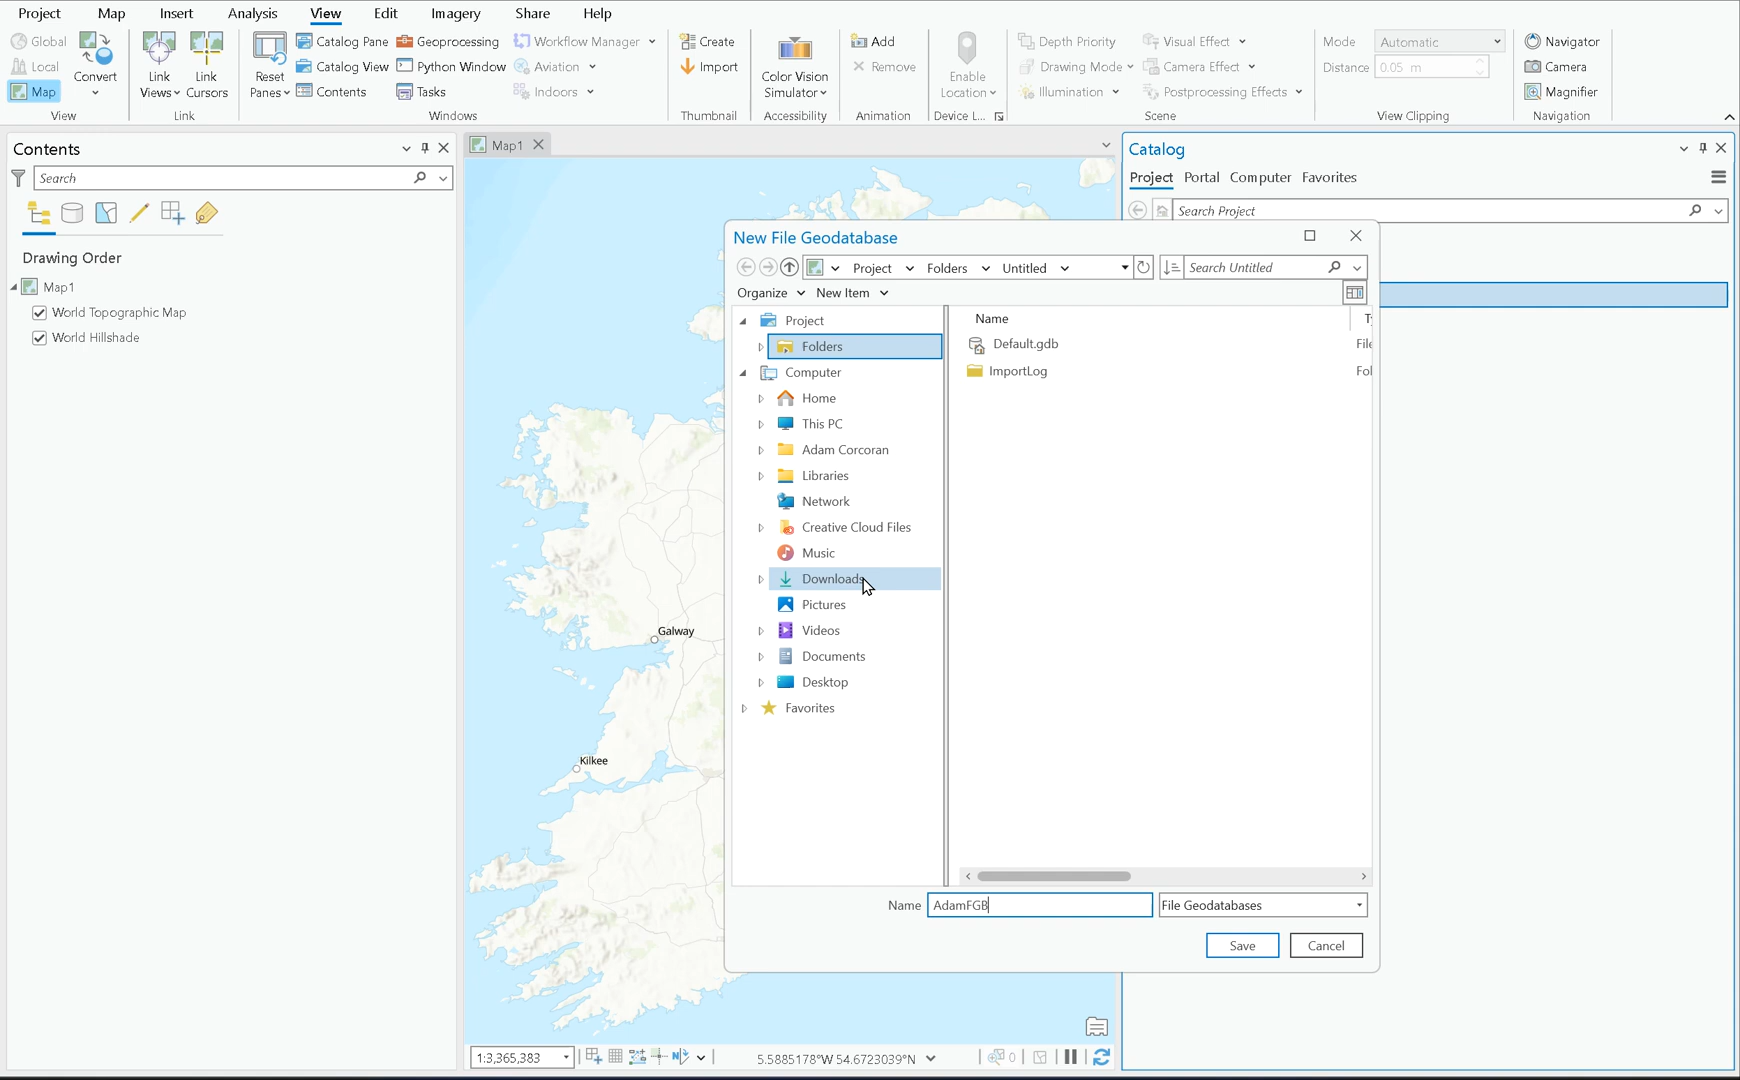 Project Map Insert Analysis View Edit Imagery Share Help
Global Convert Link Views Link Cursors Reset Panes Catalog Pane Geoprocessing Workflow Manager Create Color Vision Simulator Add Enable Location Depth Priority Visual Effect Mode Automatic Navigator
Local Catalog View Python Window Aviation Import Remove Drawing Mode Camera Effect Distance 0.05 m Camera
Map Contents Tasks Indoors Illumination Postprocessing Effects Magnifier
View Link Windows Thumbnail Accessibility Animation Device L... Scene View Clipping Navigation
Contents
Search
Drawing Order
Map1
World Topographic Map
World Hillshade
Map1
Galway
Kilkee
1:3,365,383
5.5885178°W 54.6723039°N
0
Catalog
Project Portal Computer Favorites
Search Project
New File Geodatabase
Project Folders Untitled
Search Untitled
Organize New Item
Project
Folders
Computer
Home
This PC
Adam Corcoran
Libraries
Network
Creative Cloud Files
Music
Downloads
Pictures
Videos
Documents
Desktop
Favorites
Name T
Default.gdb File
ImportLog Fol
Name AdamFGB File Geodatabases
Save Cancel